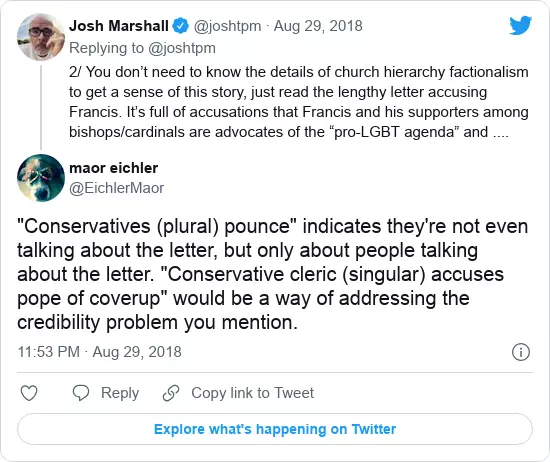 Josh Marshall @joshtpm · Aug 29, 2018
Replying to @joshtpm
2/ You don’t need to know the details of church hierarchy factionalism
to get a sense of this story, just read the lengthy letter accusing
Francis. It’s full of accusations that Francis and his supporters among
bishops/cardinals are advocates of the “pro-LGBT agenda” and ....
maor eichler
@EichlerMaor
"Conservatives (plural) pounce" indicates they're not even
talking about the letter, but only about people talking
about the letter. "Conservative cleric (singular) accuses
pope of coverup" would be a way of addressing the
credibility problem you mention.
11:53 PM · Aug 29, 2018
Reply Copy link to Tweet
Explore what's happening on Twitter